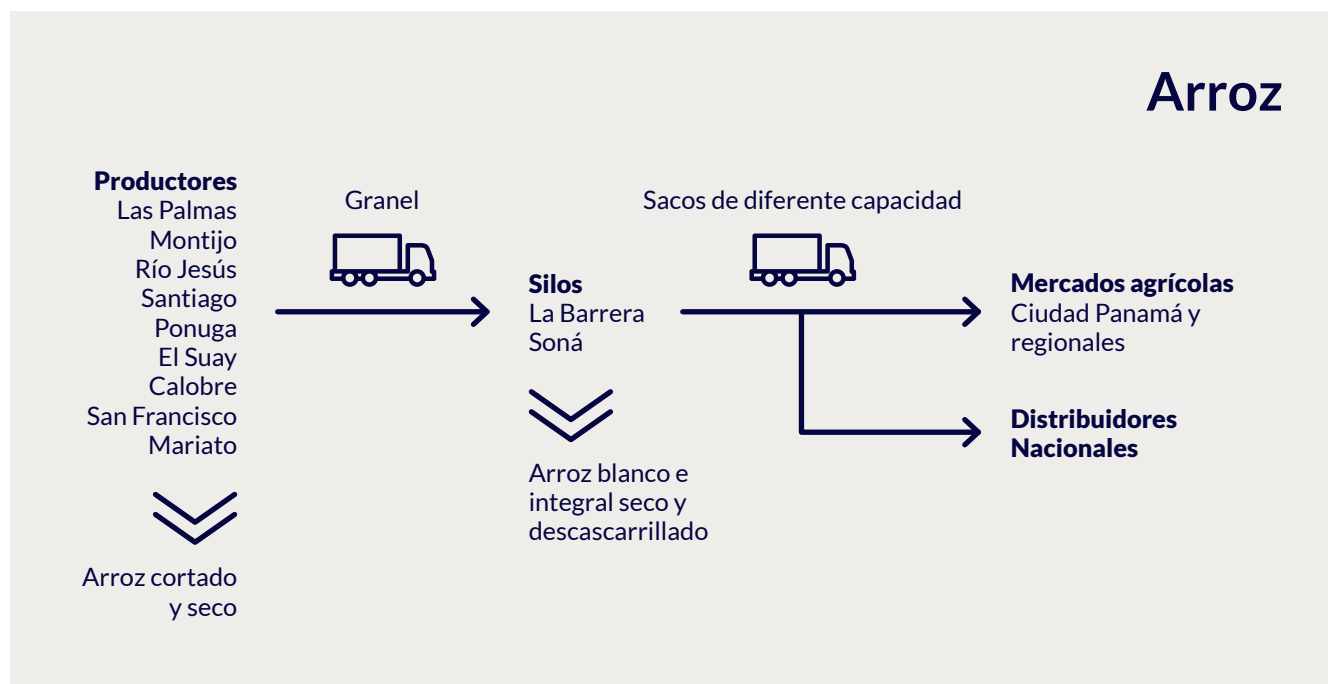 Arroz
Productores
Las Palmas
Montijo
Río Jesús
Santiago
Ponuga
El Suay
Calobre
San Francisco
Mariato
Arroz cortado
y seco
Granel
Silos
La Barrera
Soná
Arroz blanco e
integral seco y
descascarrillado
Sacos de diferente capacidad
Mercados agrícolas
Ciudad Panamá y
regionales
Distribuidores
Nacionales